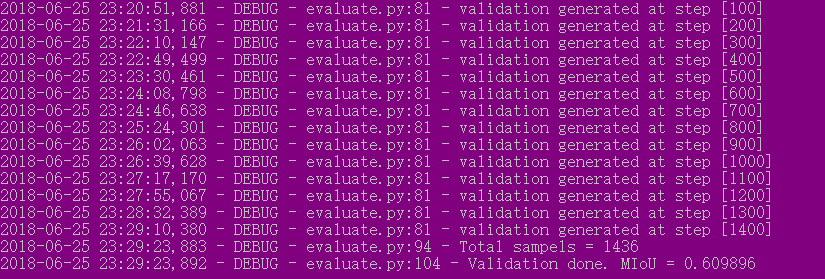 2018-06-25 23:20:51,881 - DEBUG - evaluate.py:81 - validation generated at step [100]
2018-06-25 23:21:31,166 - DEBUG - evaluate.py:81 - validation generated at step [200]
2018-06-25 23:22:10,147 - DEBUG - evaluate.py:81 - validation generated at step [300]
2018-06-25 23:22:49,499 - DEBUG - evaluate.py:81 - validation generated at step [400]
2018-06-25 23:23:30,461 - DEBUG - evaluate.py:81 - validation generated at step [500]
2018-06-25 23:24:08,798 - DEBUG - evaluate.py:81 - validation generated at step [600]
2018-06-25 23:24:46,638 - DEBUG - evaluate.py:81 - validation generated at step [700]
2018-06-25 23:25:24,301 - DEBUG - evaluate.py:81 - validation generated at step [800]
2018-06-25 23:26:02,063 - DEBUG - evaluate.py:81 - validation generated at step [900]
2018-06-25 23:26:39,628 - DEBUG - evaluate.py:81 - validation generated at step [1000]
2018-06-25 23:27:17,170 - DEBUG - evaluate.py:81 - validation generated at step [1100]
2018-06-25 23:27:55,067 - DEBUG - evaluate.py:81 - validation generated at step [1200]
2018-06-25 23:28:32,389 - DEBUG - evaluate.py:81 - validation generated at step [1300]
2018-06-25 23:29:10,380 - DEBUG - evaluate.py:81 - validation generated at step [1400]
2018-06-25 23:29:23,883 - DEBUG - evaluate.py:94 - Total sampels = 1436
2018-06-25 23:29:23,892 - DEBUG - evaluate.py:104 - Validation done. MIoU = 0.609896